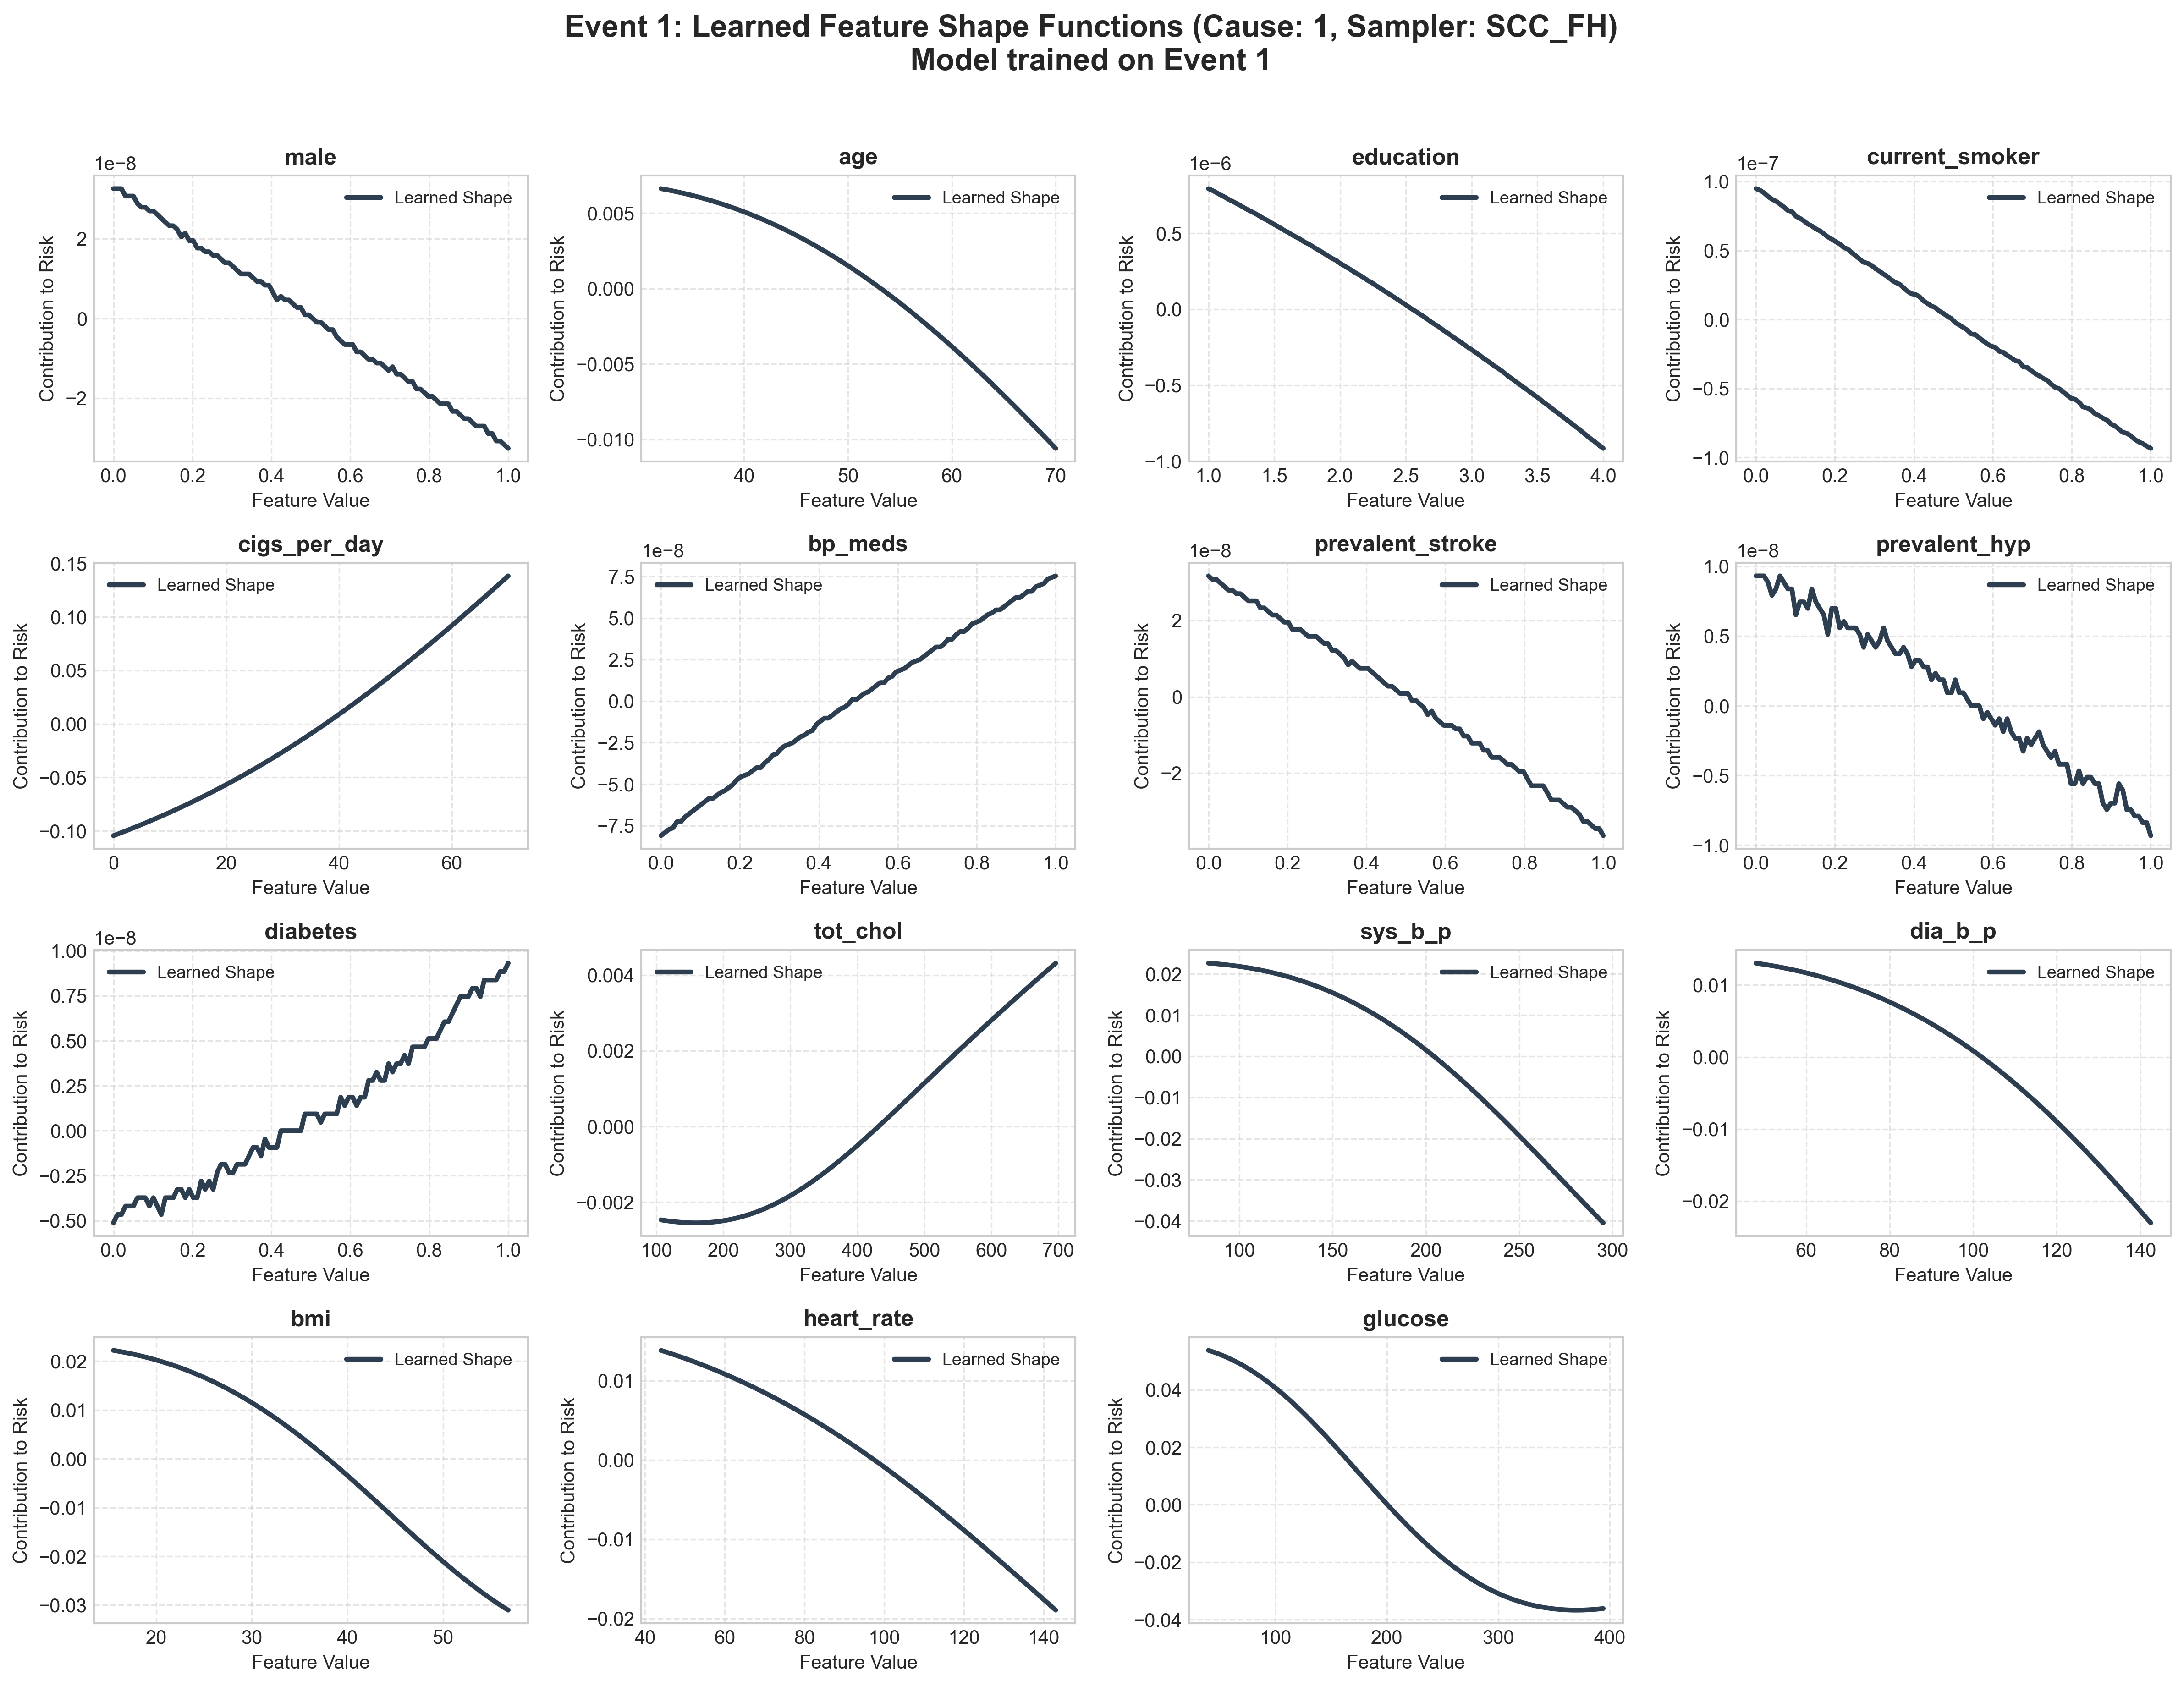 Event 1: Learned Feature Shape Functions (Cause: 1, Sampler: SCC_FH)
Model trained on Event 1
male
1e−8
Learned Shape
Contribution to Risk
2
0
−2
0.0 0.2 0.4 0.6 0.8 1.0
Feature Value
age
Learned Shape
Contribution to Risk
0.005
0.000
−0.005
−0.010
40 50 60 70
Feature Value
education
1e−6
Learned Shape
Contribution to Risk
0.5
0.0
−0.5
−1.0
1.0 1.5 2.0 2.5 3.0 3.5 4.0
Feature Value
current_smoker
1e−7
Learned Shape
Contribution to Risk
1.0
0.5
0.0
−0.5
−1.0
0.0 0.2 0.4 0.6 0.8 1.0
Feature Value
cigs_per_day
Learned Shape
Contribution to Risk
0.15
0.10
0.05
0.00
−0.05
−0.10
0 20 40 60
Feature Value
bp_meds
1e−8
Learned Shape
Contribution to Risk
7.5
5.0
2.5
0.0
−2.5
−5.0
−7.5
0.0 0.2 0.4 0.6 0.8 1.0
Feature Value
prevalent_stroke
1e−8
Learned Shape
Contribution to Risk
2
0
−2
0.0 0.2 0.4 0.6 0.8 1.0
Feature Value
prevalent_hyp
1e−8
Learned Shape
Contribution to Risk
1.0
0.5
0.0
−0.5
−1.0
0.0 0.2 0.4 0.6 0.8 1.0
Feature Value
diabetes
1e−8
Learned Shape
Contribution to Risk
1.00
0.75
0.50
0.25
0.00
−0.25
−0.50
0.0 0.2 0.4 0.6 0.8 1.0
Feature Value
tot_chol
Learned Shape
Contribution to Risk
0.004
0.002
0.000
−0.002
100 200 300 400 500 600 700
Feature Value
sys_b_p
Learned Shape
Contribution to Risk
0.02
0.01
0.00
−0.01
−0.02
−0.03
−0.04
100 150 200 250 300
Feature Value
dia_b_p
Learned Shape
Contribution to Risk
0.01
0.00
−0.01
−0.02
60 80 100 120 140
Feature Value
bmi
Learned Shape
Contribution to Risk
0.02
0.01
0.00
−0.01
−0.02
−0.03
20 30 40 50
Feature Value
heart_rate
Learned Shape
Contribution to Risk
0.01
0.00
−0.01
−0.02
40 60 80 100 120 140
Feature Value
glucose
Learned Shape
Contribution to Risk
0.04
0.02
0.00
−0.02
−0.04
100 200 300 400
Feature Value